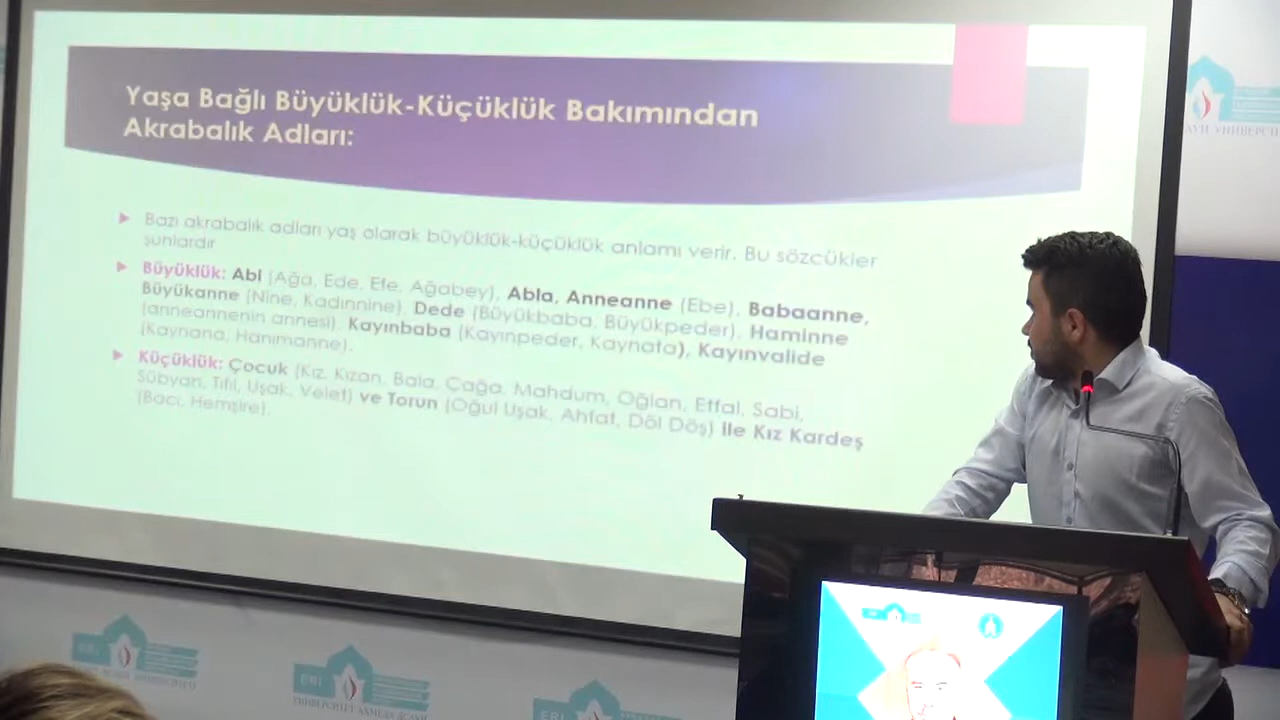 Yaşa Bağlı Büyüklük-Küçüklük Bakımından
Akrabalık Adları:
Bazı akrabalık adları yaş olarak büyüklük-küçüklük anlamı verir. Bu sözcükler
şunlardır
Büyüklük: Abi (Ağa, Ede, Efe, Ağabey), Abla, Anneanne (Ebe), Babaanne,
Büyükanne (Nine, Kadınnine), Dede (Büyükbaba, Büyükpeder), Haminne
(anneannenin annesi), Kayınbaba (Kayınpeder, Kaynata), Kayınvalide
(Kaynana, Hanımanne).
Küçüklük: Çocuk (Kız, Kızan, Bala, Çağa, Mahdum, Oğlan, Etfal, Sabi,
Sübyan, Tıfıl, Uşak, Velet) ve Torun (Oğul Uşak, Ahfat, Döl Döş) ile Kız Kardeş
(Bacı, Hemşire).
ERI
ERI
ERI